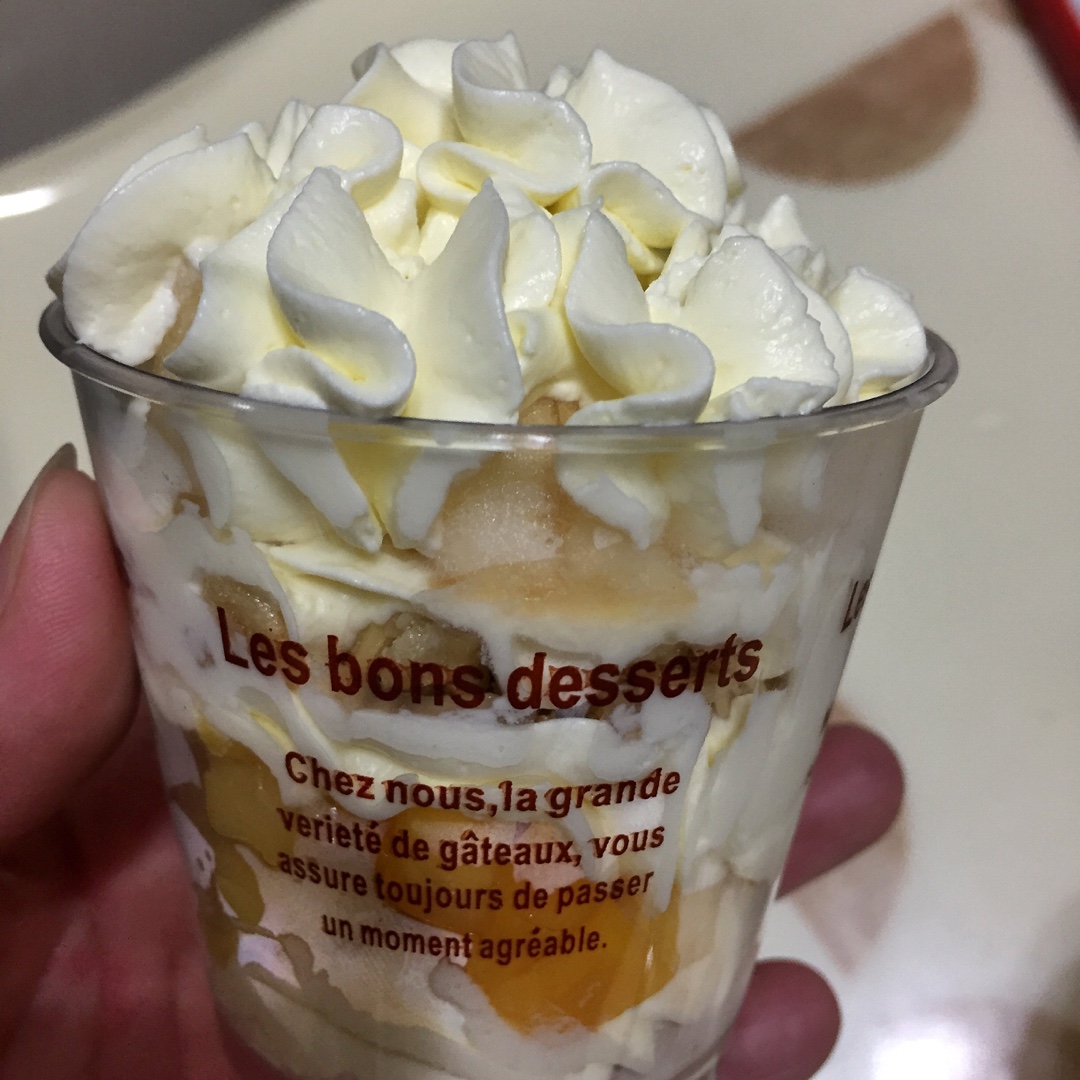 Les bons desserts
Chez nous,la grande
verieté de gâteaux, vous
assure toujours de passer
un moment agréable.